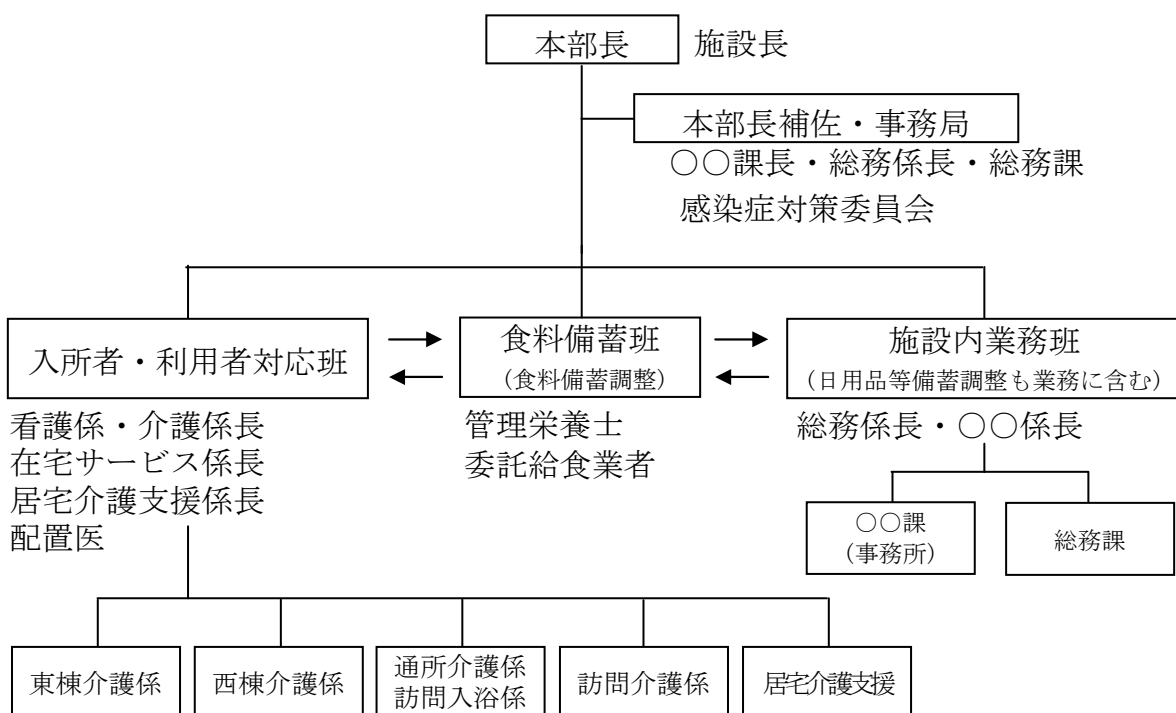 本部長
施設長
本部長補佐・事務局
○○課長・総務係長・総務課
感染症対策委員会
入所者・利用者対応班
食料備蓄班
（食料備蓄調整）
施設内業務班
（日用品等備蓄調整も業務に含む）
看護係・介護係長
在宅サービス係長
居宅介護支援係長
配置医
管理栄養士
委託給食業者
総務係長・○○係長
○○課
（事務所）
総務課
東棟介護係
西棟介護係
通所介護係
訪問入浴係
訪問介護係
居宅介護支援